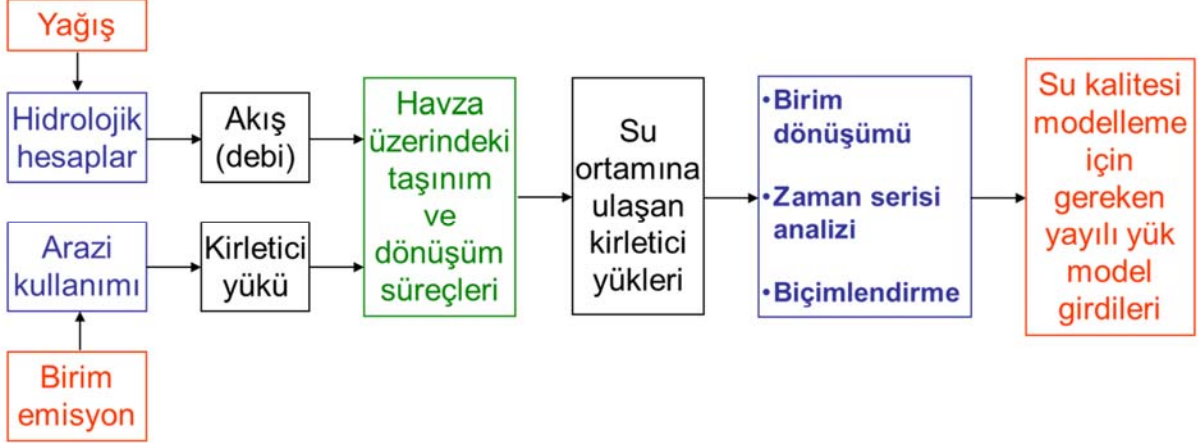 Yağış
Hidrolojik
hesaplar
Akış
(debi)
Arazi
kullanımı
Kirletici
yükü
Birim
emisyon
Havza
üzerindeki
taşınım
ve
dönüşüm
süreçleri
Su
ortamına
ulaşan
kirletici
yükleri
•Birim
dönüşümü
•Zaman serisi
analizi
•Biçimlendirme
Su kalitesi
modelleme
için
gereken
yayılı yük
model
girdileri